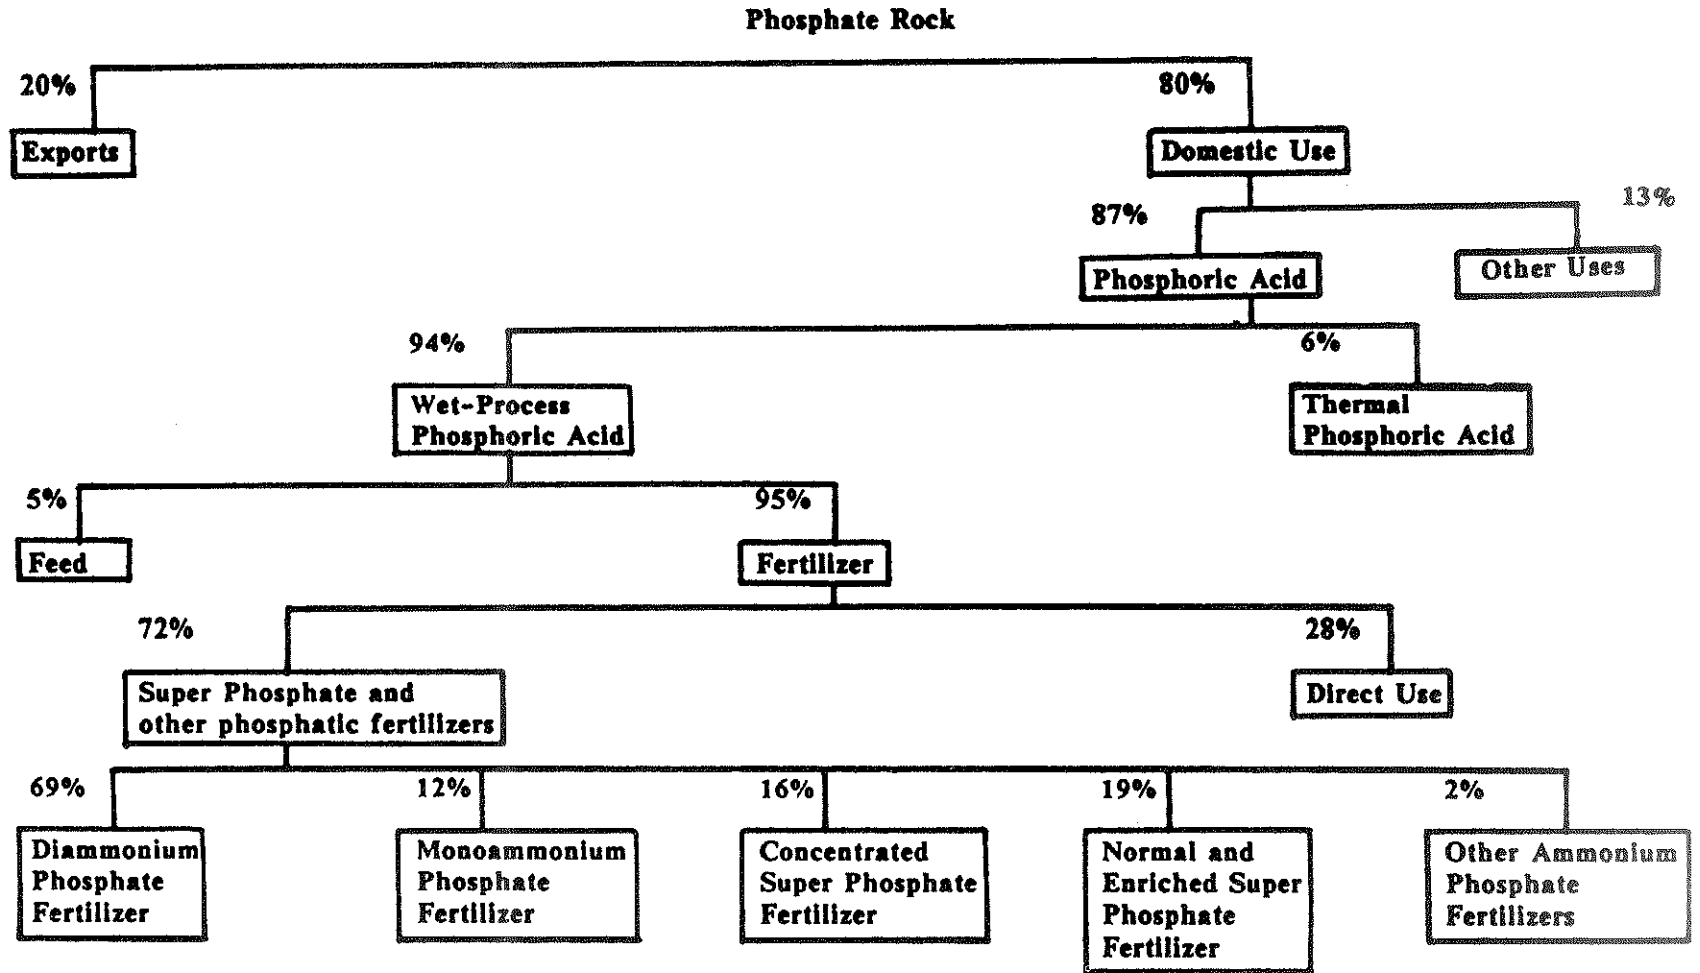 Phosphate Rock
20%
80%
Exports
Domestic Use
87%
13%
Phosphoric Acid
Other Uses
94%
6%
Wet-Process
Phosphoric Acid
Thermal
Phosphoric Acid
5%
95%
Feed
Fertilizer
72%
28%
Super Phosphate and
other phosphatic fertilizers
Direct Use
69%
12%
16%
19%
2%
Diammonium
Phosphate
Fertilizer
Monoammonium
Phosphate
Fertilizer
Concentrated
Super Phosphate
Fertilizer
Normal and
Enriched Super
Phosphate
Fertilizer
Other Ammonium
Phosphate
Fertilizers